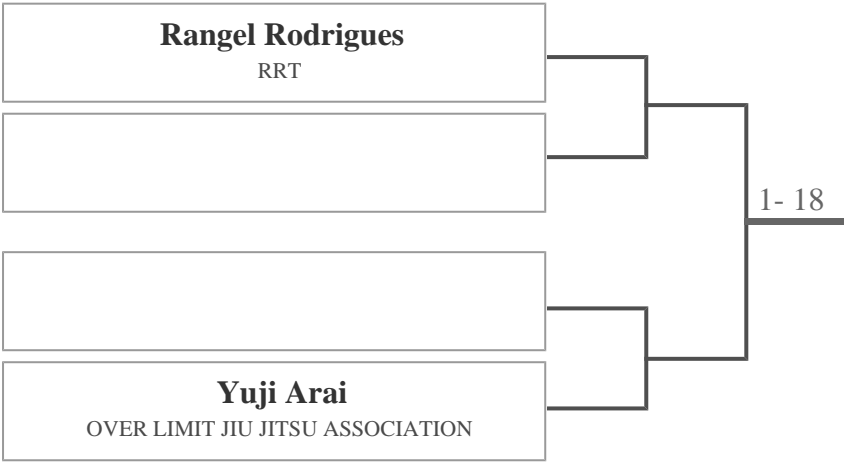 Rangel Rodrigues
RRT
1- 18
Yuji Arai
OVER LIMIT JIU JITSU ASSOCIATION